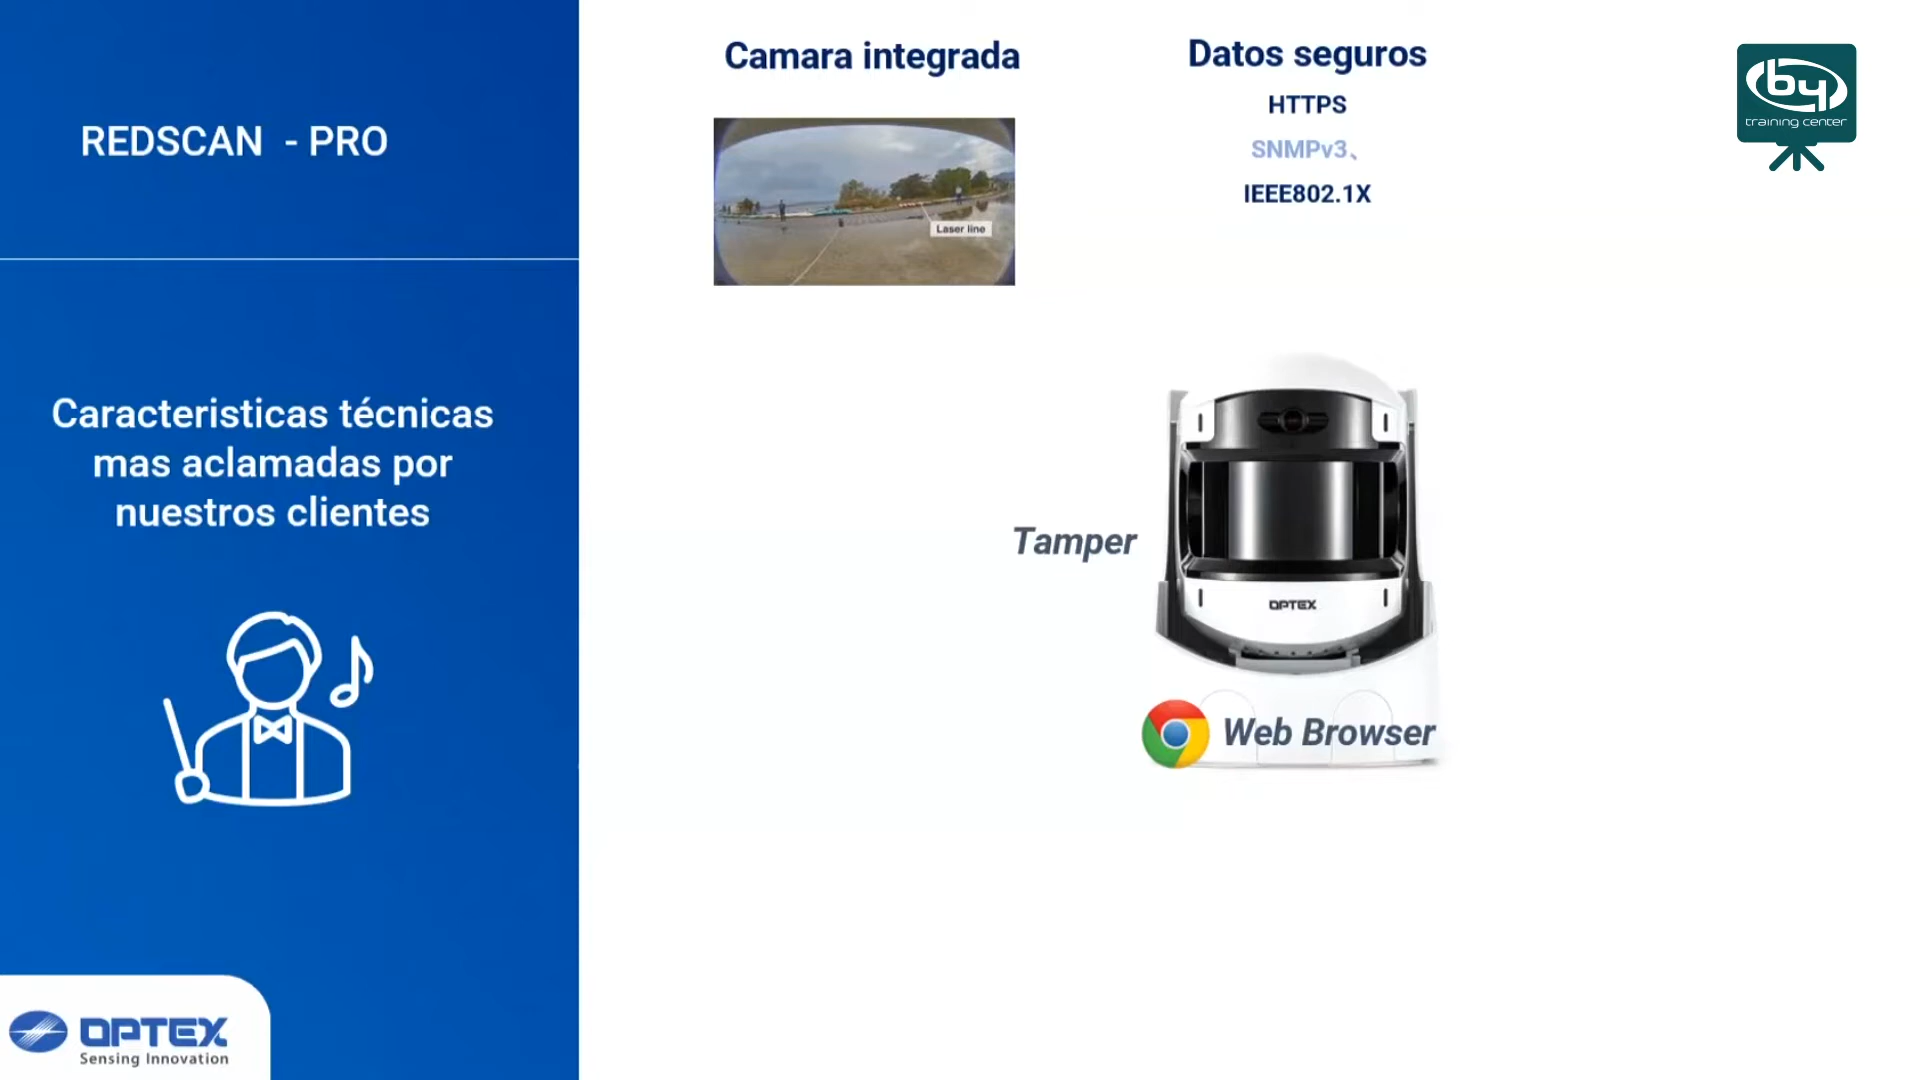 REDSCAN - PRO
Caracteristicas técnicas
mas aclamadas por
nuestros clientes
OPTEX
Sensing Innovation
Camara integrada
Laser line
Datos seguros
HTTPS
SNMPv3、
IEEE802.1X
by
training center
Tamper
OPTEX
Web Browser